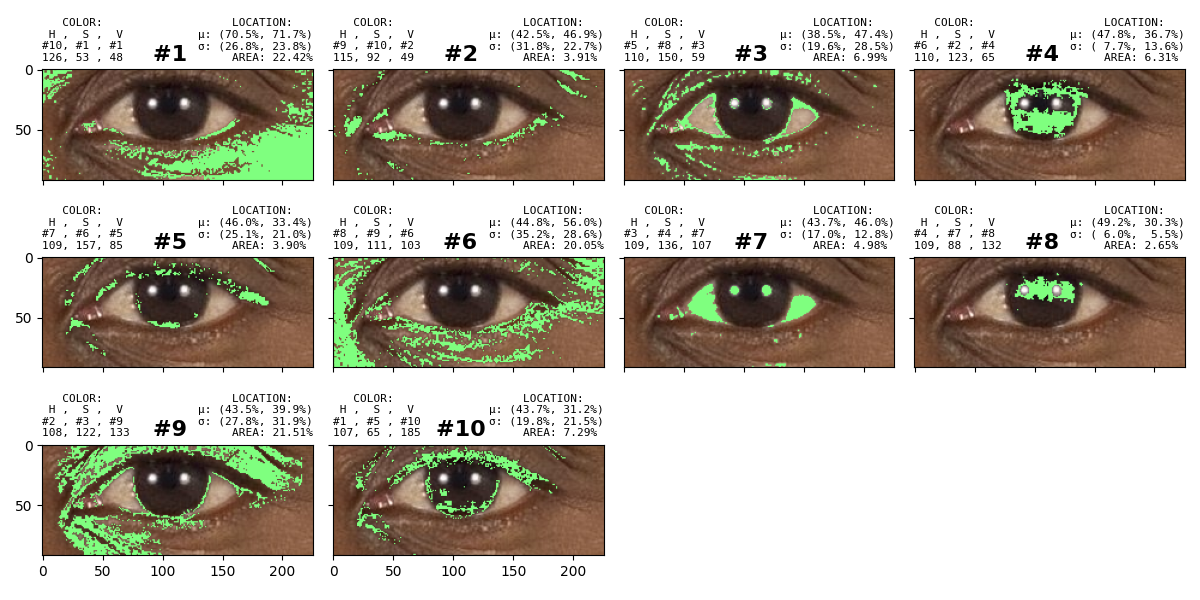 COLOR: LOCATION:
H , S , V μ: (70.5%, 71.7%)
#10, #1 , #1 #1 σ: (26.8%, 23.8%)
126, 53 , 48 AREA: 22.42%
COLOR: LOCATION:
H , S , V μ: (42.5%, 46.9%)
#9 , #10, #2 #2 σ: (31.8%, 22.7%)
115, 92 , 49 AREA: 3.91%
COLOR: LOCATION:
H , S , V μ: (38.5%, 47.4%)
#5 , #8 , #3 #3 σ: (19.6%, 28.5%)
110, 150, 59 AREA: 6.99%
COLOR: LOCATION:
H , S , V μ: (47.8%, 36.7%)
#6 , #2 , #4 #4 σ: ( 7.7%, 13.6%)
110, 123, 65 AREA: 6.31%
0
50
COLOR: LOCATION:
H , S , V μ: (46.0%, 33.4%)
#7 , #6 , #5 #5 σ: (25.1%, 21.0%)
109, 157, 85 AREA: 3.90%
COLOR: LOCATION:
H , S , V μ: (44.8%, 56.0%)
#8 , #9 , #6 #6 σ: (35.2%, 28.6%)
109, 111, 103 AREA: 20.05%
COLOR: LOCATION:
H , S , V μ: (43.7%, 46.0%)
#3 , #4 , #7 #7 σ: (17.0%, 12.8%)
109, 136, 107 AREA: 4.98%
COLOR: LOCATION:
H , S , V μ: (49.2%, 30.3%)
#4 , #7 , #8 #8 σ: ( 6.0%, 5.5%)
109, 88 , 132 AREA: 2.65%
0
50
COLOR: LOCATION:
H , S , V μ: (43.5%, 39.9%)
#2 , #3 , #9 #9 σ: (27.8%, 31.9%)
108, 122, 133 AREA: 21.51%
COLOR: LOCATION:
H , S , V μ: (43.7%, 31.2%)
#1 , #5 , #10 #10 σ: (19.8%, 21.5%)
107, 65 , 185 AREA: 7.29%
0
50
0 50 100 150 200
0 50 100 150 200